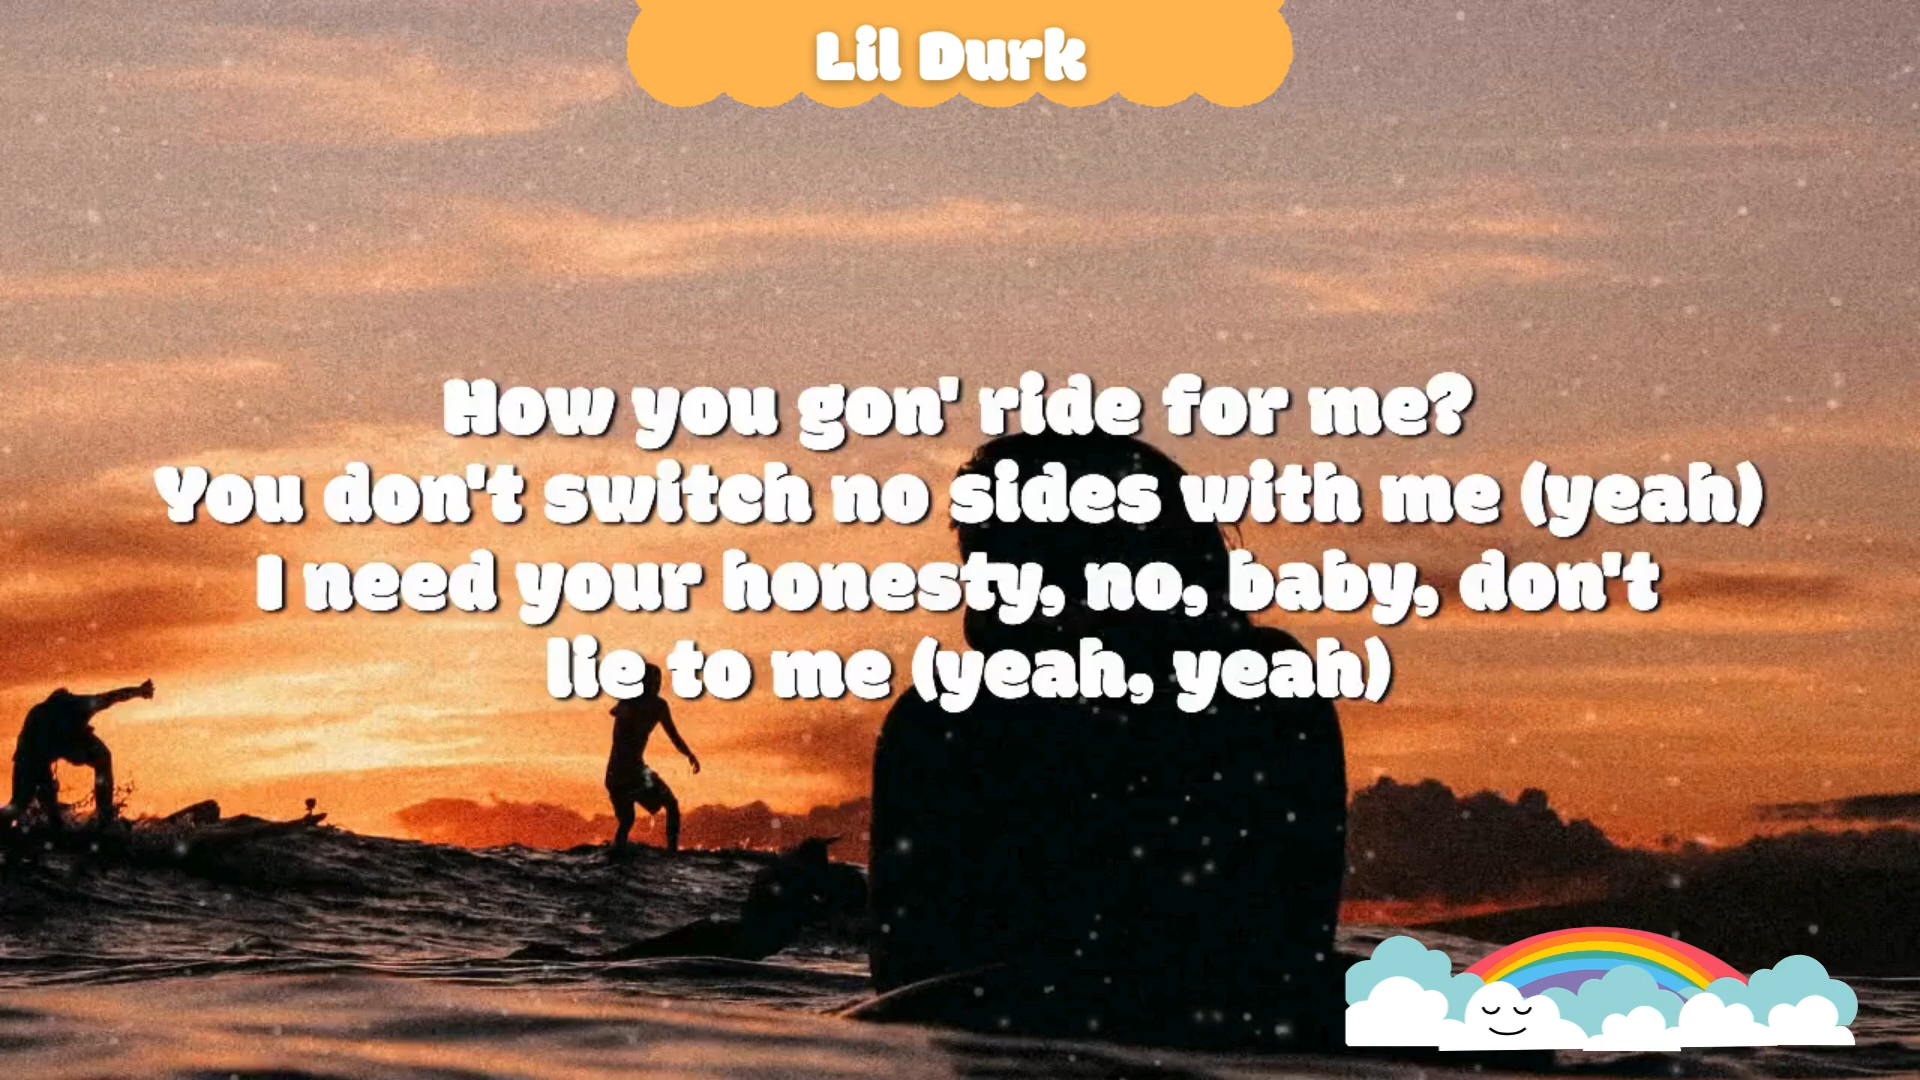 Lil Durk
How you gon' ride for me?
You don't switch no sides with me (yeah)
I need your honesty, no, baby, don't
lie to me (yeah, yeah)